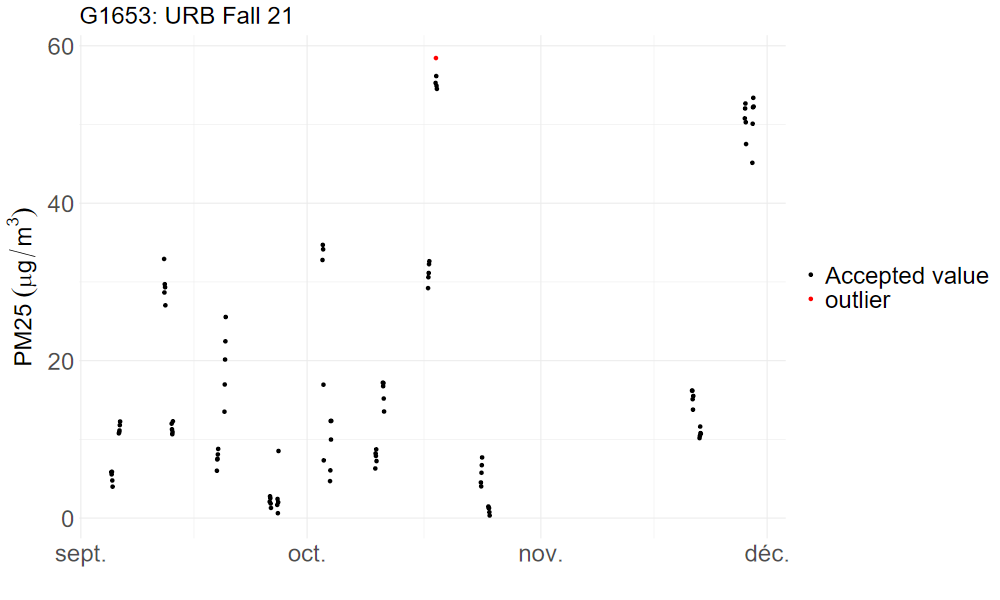 G1653: URB Fall 21
PM25 (μg/m³)
60
40
20
0
sept.
oct.
nov.
déc.
Accepted value
outlier